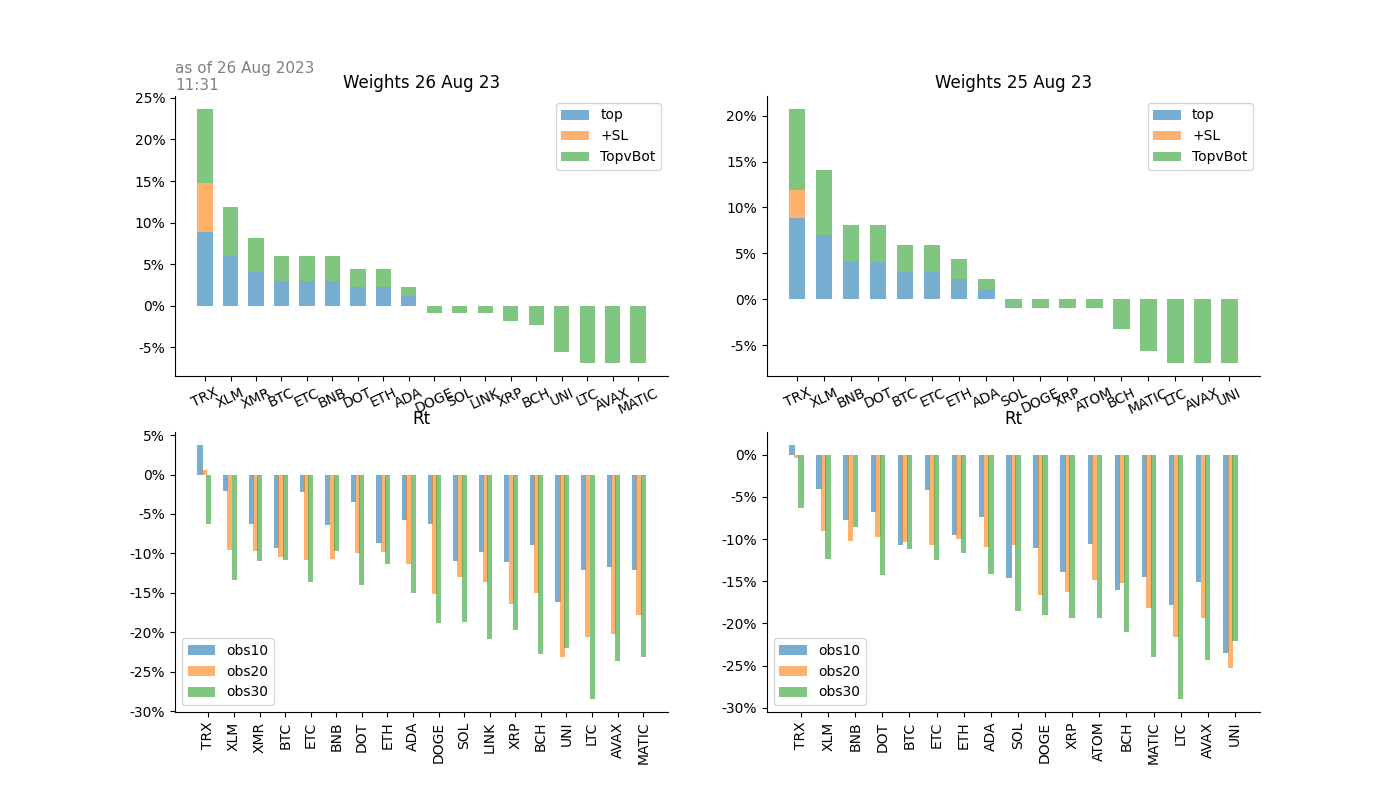 as of 26 Aug 2023
11:31
Weights 26 Aug 23
25%
20%
15%
10%
5%
0%
-5%
top
+SL
TopvBot
TRX XLM XMR BTC ETC BNB DOT ETH ADA DOGE SOL LINK XRP BCH UNI LTC AVAX MATIC
Weights 25 Aug 23
20%
15%
10%
5%
0%
-5%
top
+SL
TopvBot
TRX XLM BNB DOT BTC ETC ETH ADA SOL DOGE XRP ATOM BCH MATIC LTC AVAX UNI
Rt
5%
0%
-5%
-10%
-15%
-20%
-25%
-30%
obs10
obs20
obs30
TRX XLM XMR BTC ETC BNB DOT ETH ADA DOGE SOL LINK XRP BCH UNI LTC AVAX MATIC
Rt
0%
-5%
-10%
-15%
-20%
-25%
-30%
obs10
obs20
obs30
TRX XLM BNB DOT BTC ETC ETH ADA SOL DOGE XRP ATOM BCH MATIC LTC AVAX UNI